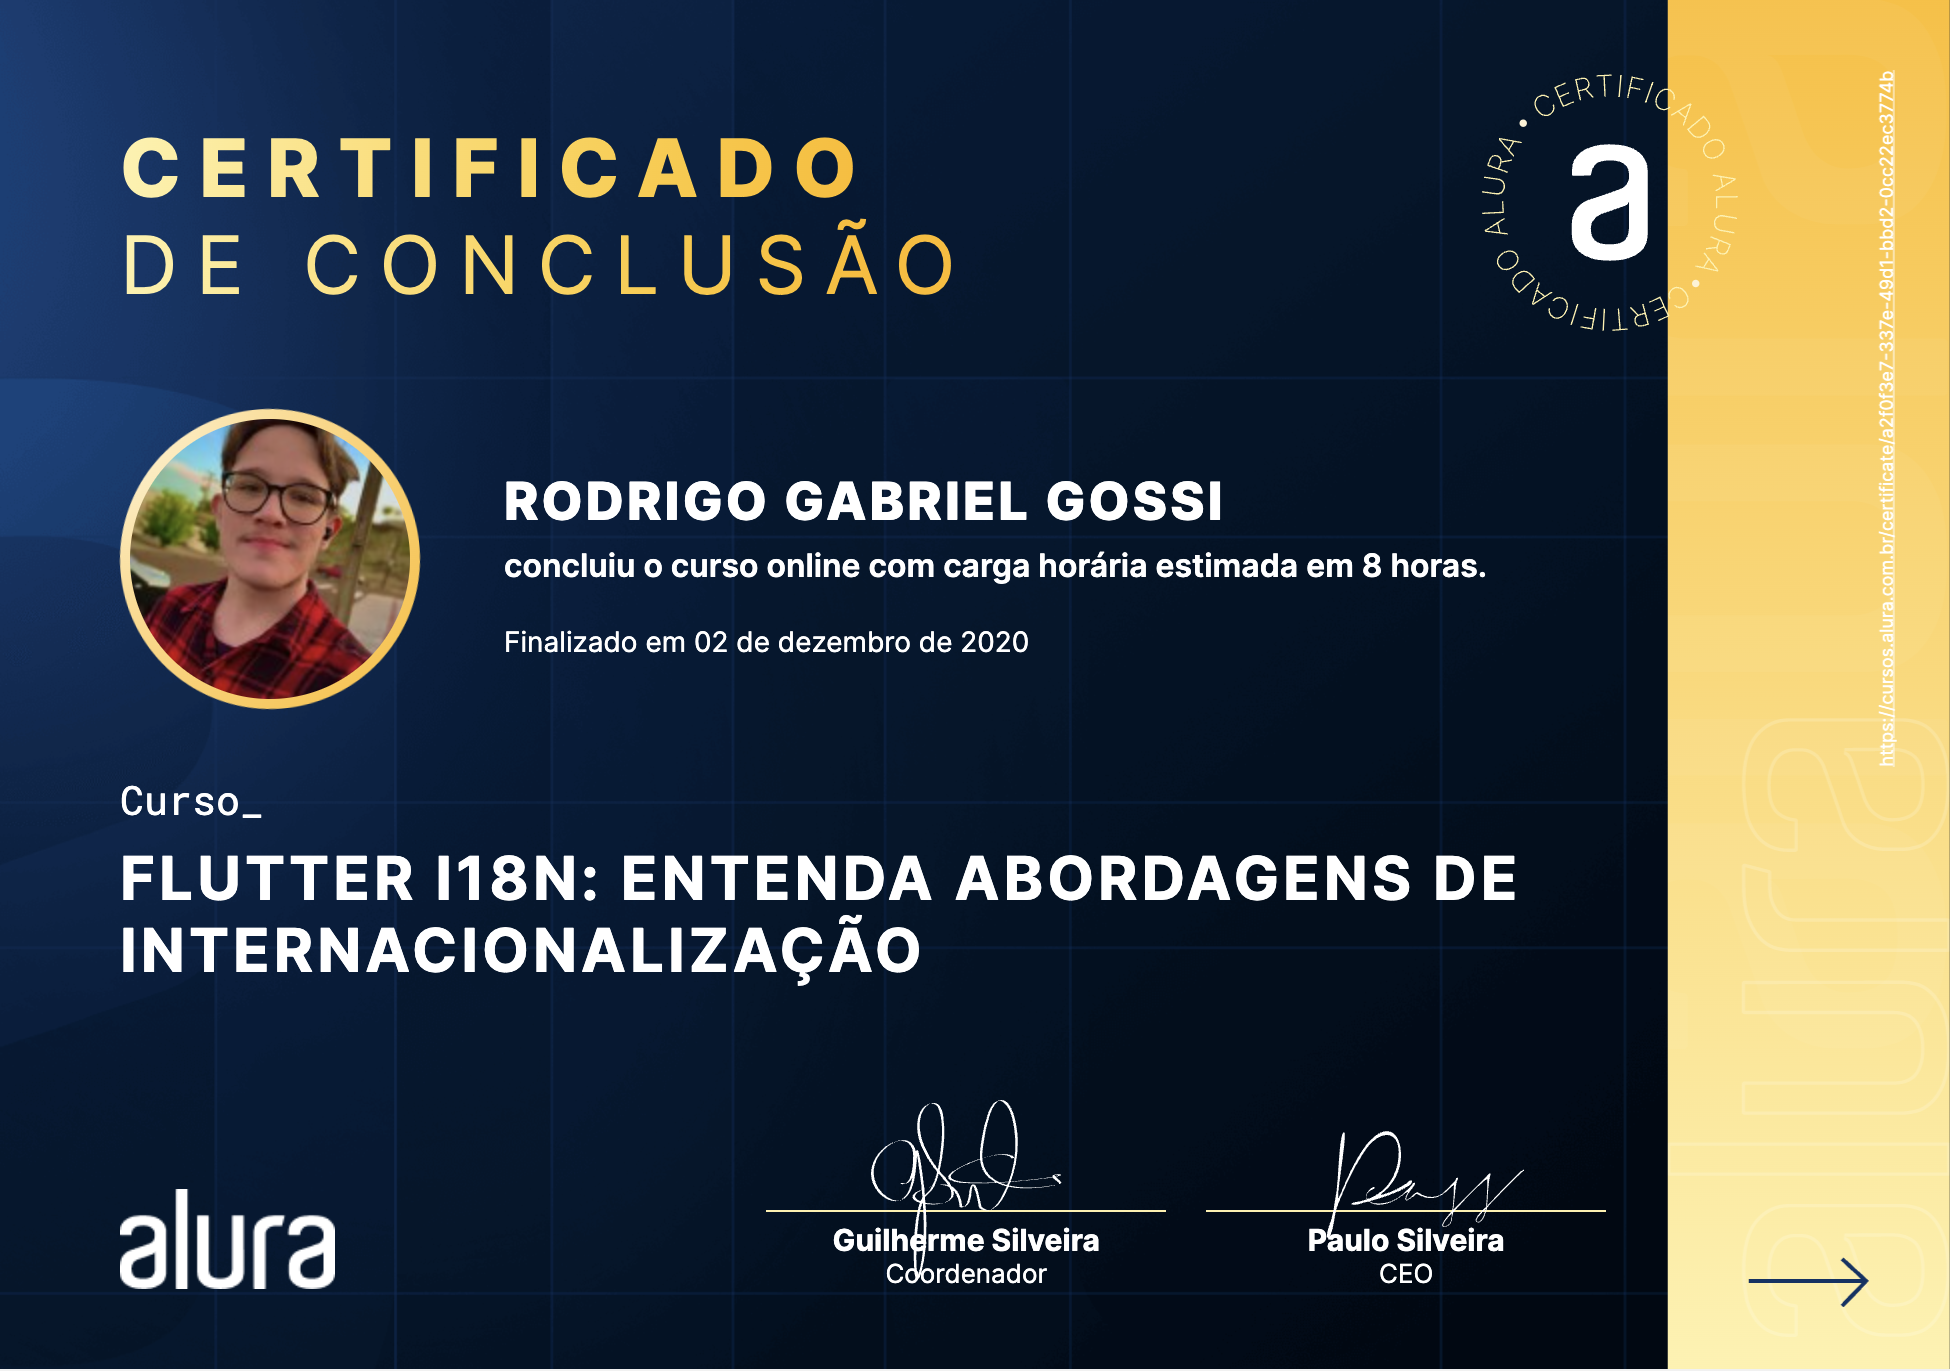 CERTIFICADO
DE CONCLUSÃO
CERTIFICADO ALURA • CERTIFICADO ALURA •
a
https://cursos.alura.com.br/certificate/a2f0f3e7-337e-49d1-bbd2-0cc22ec3774b
RODRIGO GABRIEL GOSSI
concluiu o curso online com carga horária estimada em 8 horas.
Finalizado em 02 de dezembro de 2020
Curso_
FLUTTER I18N: ENTENDA ABORDAGENS DE
INTERNACIONALIZAÇÃO
alura
Guilherme Silveira
Coordenador
Paulo Silveira
CEO
alura